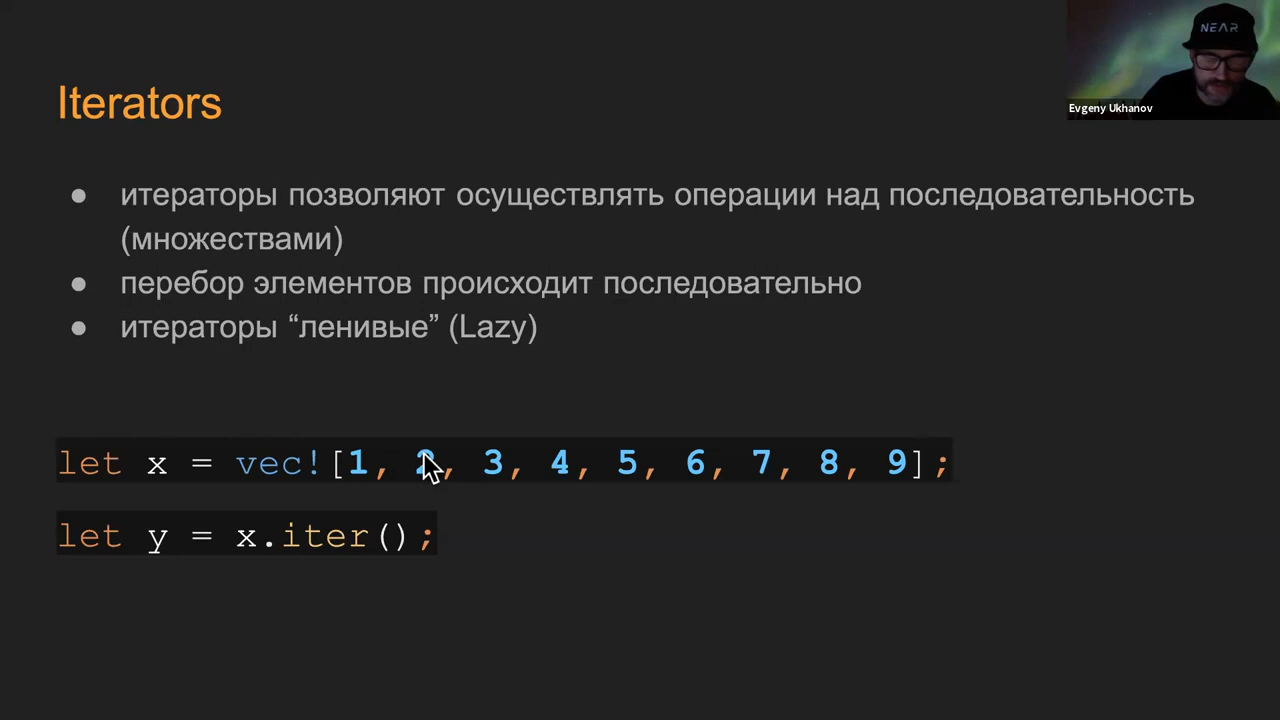 NEAR
Evgeny Ukhanov
Iterators
● итераторы позволяют осуществлять операции над последовательность
(множествами)
● перебор элементов происходит последовательно
● итераторы “ленивые” (Lazy)
let x = vec![1, 2, 3, 4, 5, 6, 7, 8, 9];
let y = x.iter();